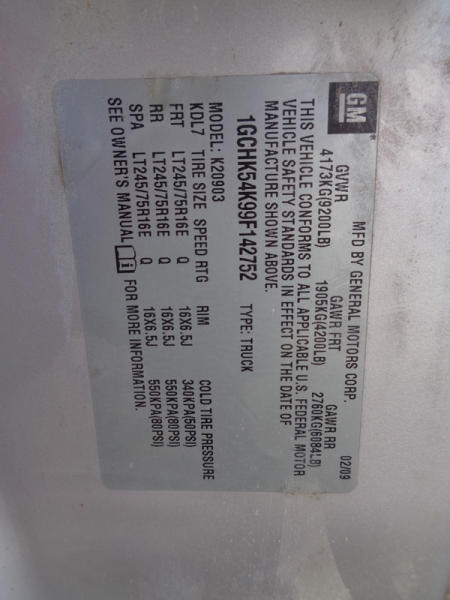 GM
MFD BY GENERAL MOTORS CORP. 02/09
GVWR GAWR FRT GAWR RR
4173KG(9200LB) 1905KG(4200LB) 2760KG(6084LB)
THIS VEHICLE CONFORMS TO ALL APPLICABLE U.S. FEDERAL MOTOR
VEHICLE SAFETY STANDARDS IN EFFECT ON THE DATE OF
MANUFACTURE SHOWN ABOVE.
1GCHK54K99F142752 TYPE: TRUCK
MODEL: K20903
KDL7 TIRE SIZE SPEED RTG RIM COLD TIRE PRESSURE
FRT LT245/75R16E Q 16X6.5J 340KPA(50PSI)
RR LT245/75R16E Q 16X6.5J 550KPA(80PSI)
SPA LT245/75R16E Q 16X6.5J 550KPA(80PSI)
SEE OWNER'S MANUAL FOR MORE INFORMATION.